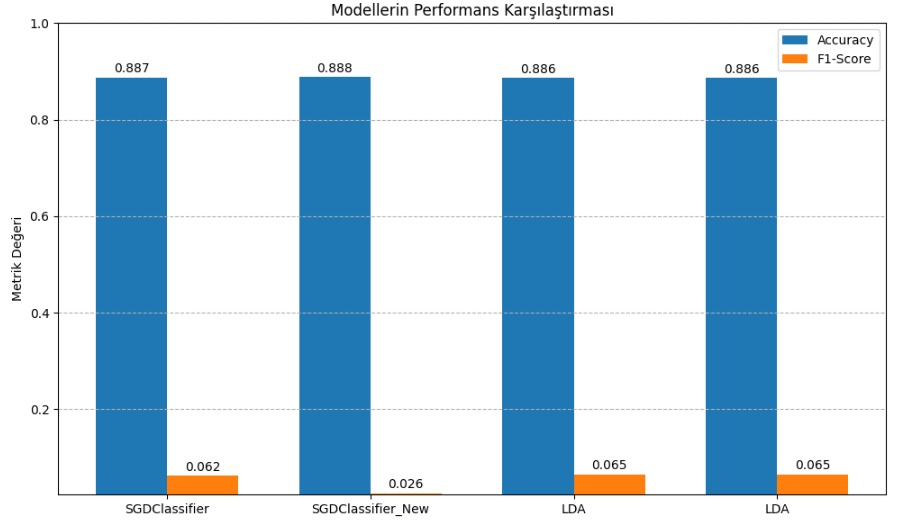 Modellerin Performans Karşılaştırması
1.0
0.8
0.6
0.4
0.2
Metrik Değeri
Accuracy
F1-Score
0.887
0.062
0.888
0.026
0.886
0.065
0.886
0.065
SGDClassifier
SGDClassifier_New
LDA
LDA